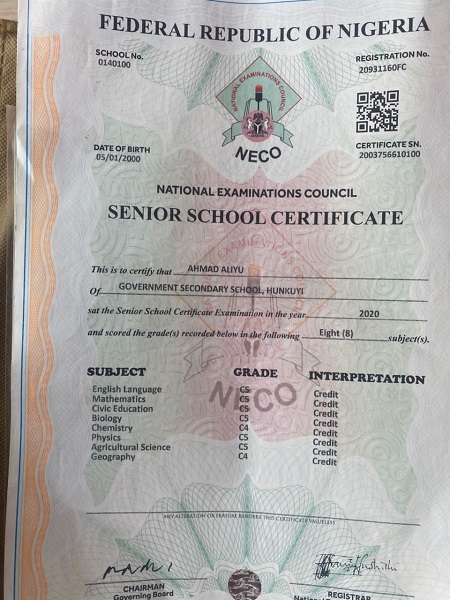 FEDERAL REPUBLIC OF NIGERIA
SCHOOL No.
0140100
REGISTRATION No.
20931160FC
NATIONAL EXAMINATIONS COUNCIL
NECO
DATE OF BIRTH
05/01/2000
CERTIFICATE SN.
2003756610100
NATIONAL EXAMINATIONS COUNCIL
SENIOR SCHOOL CERTIFICATE
This is to certify that AHMAD ALIYU
Of GOVERNMENT SECONDARY SCHOOL, HUNKUYI
sat the Senior School Certificate Examination in the year 2020
and scored the grade(s) recorded below in the following Eight (8) subject(s).
SUBJECT GRADE INTERPRETATION
English Language C5 Credit
Mathematics C5 Credit
Civic Education C5 Credit
Biology C5 Credit
Chemistry C4 Credit
Physics C5 Credit
Agricultural Science C5 Credit
Geography C4 Credit
NECO
ANY ALTERATION OR ERASURE RENDERS THIS CERTIFICATE VALUELESS
CHAIRMAN
Governing Board
REGISTRAR